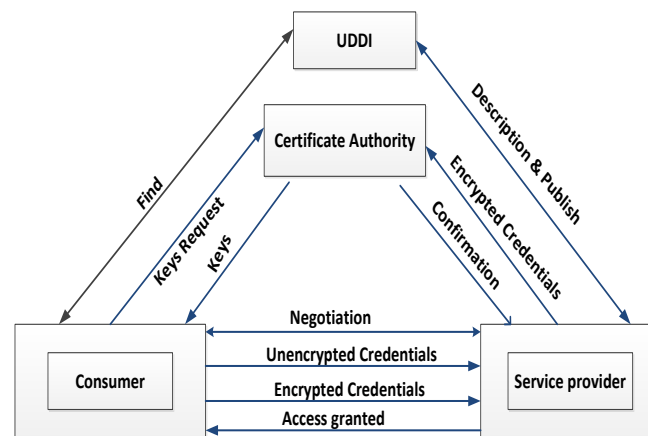 UDDI
Certificate Authority
Description & Publish
Encrypted Credentials
Find
Keys Request
Keys
Confirmation
Negotiation
Unencrypted Credentials
Consumer
Service provider
Encrypted Credentials
Access granted